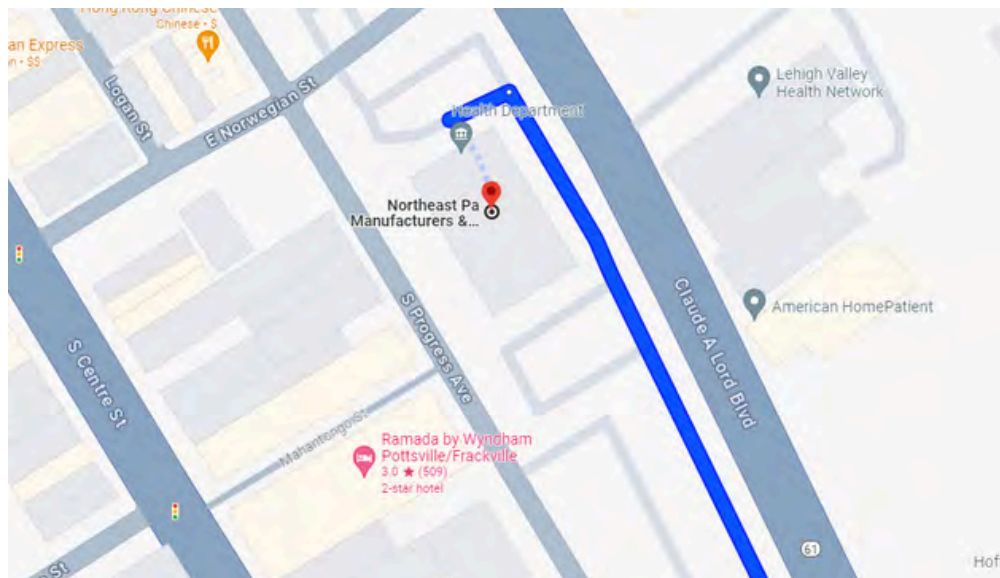 Hong Kong Chinese
Chinese • $
an Express
n • $$
Logan St
E Norwegian St
Health Department
Lehigh Valley
Health Network
Northeast Pa
Manufacturers &...
S Progress Ave
Claude A Lord Blvd
American HomePatient
S Centre St
Mahantongo St
Ramada by Wyndham
Pottsville/Frackville
3.0 ★ (509)
2-star hotel
61
Hof
St